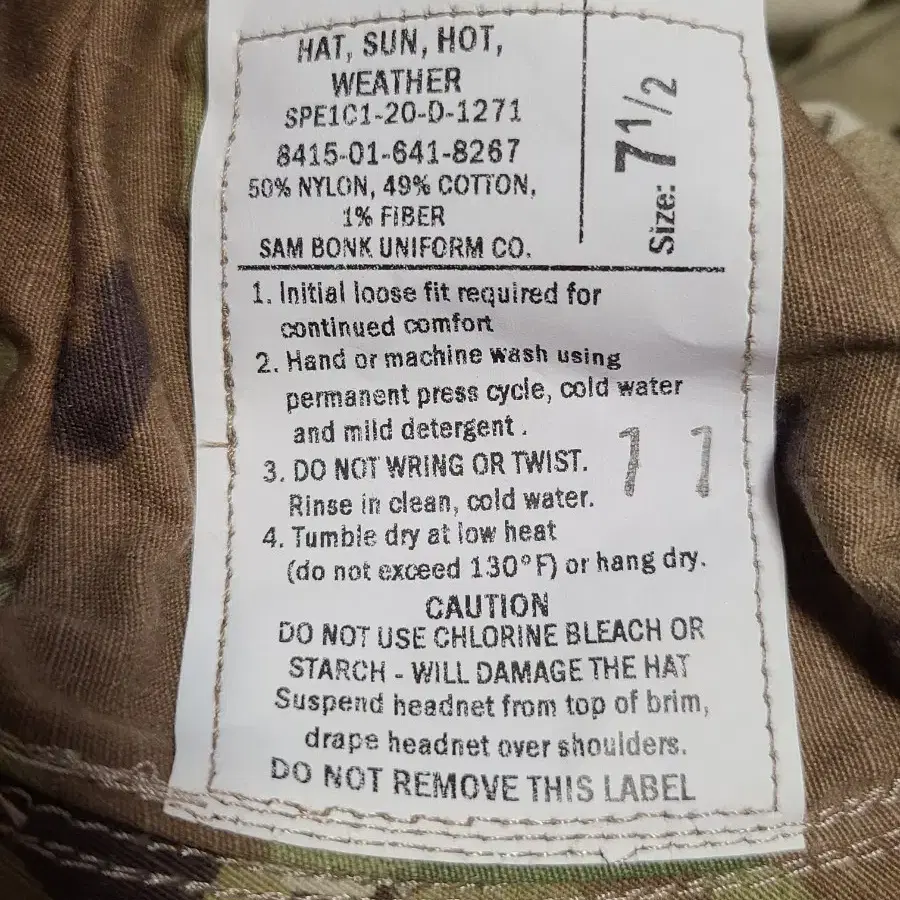 HAT, SUN, HOT,
WEATHER
SPE1C1-20-D-1271
8415-01-641-8267
50% NYLON, 49% COTTON,
1% FIBER
SAM BONK UNIFORM CO.
Size: 7 1/2
1. Initial loose fit required for
continued comfort
2. Hand or machine wash using
permanent press cycle, cold water
and mild detergent .
3. DO NOT WRING OR TWIST.
Rinse in clean, cold water.
11
4. Tumble dry at low heat
(do not exceed 130°F) or hang dry.
CAUTION
DO NOT USE CHLORINE BLEACH OR
STARCH - WILL DAMAGE THE HAT
Suspend headnet from top of brim,
drape headnet over shoulders.
DO NOT REMOVE THIS LABEL